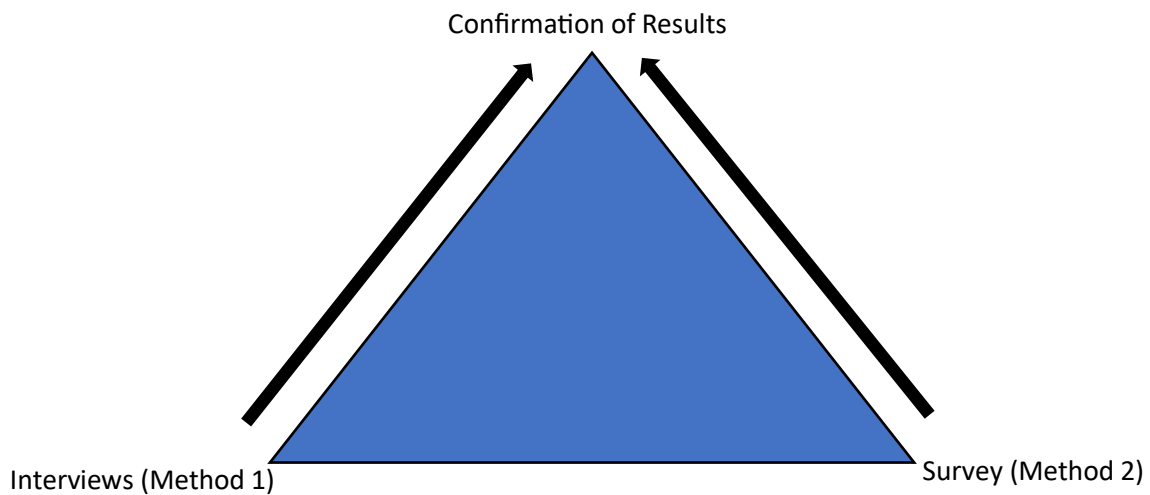 Confirmation of Results
Interviews (Method 1)
Survey (Method 2)